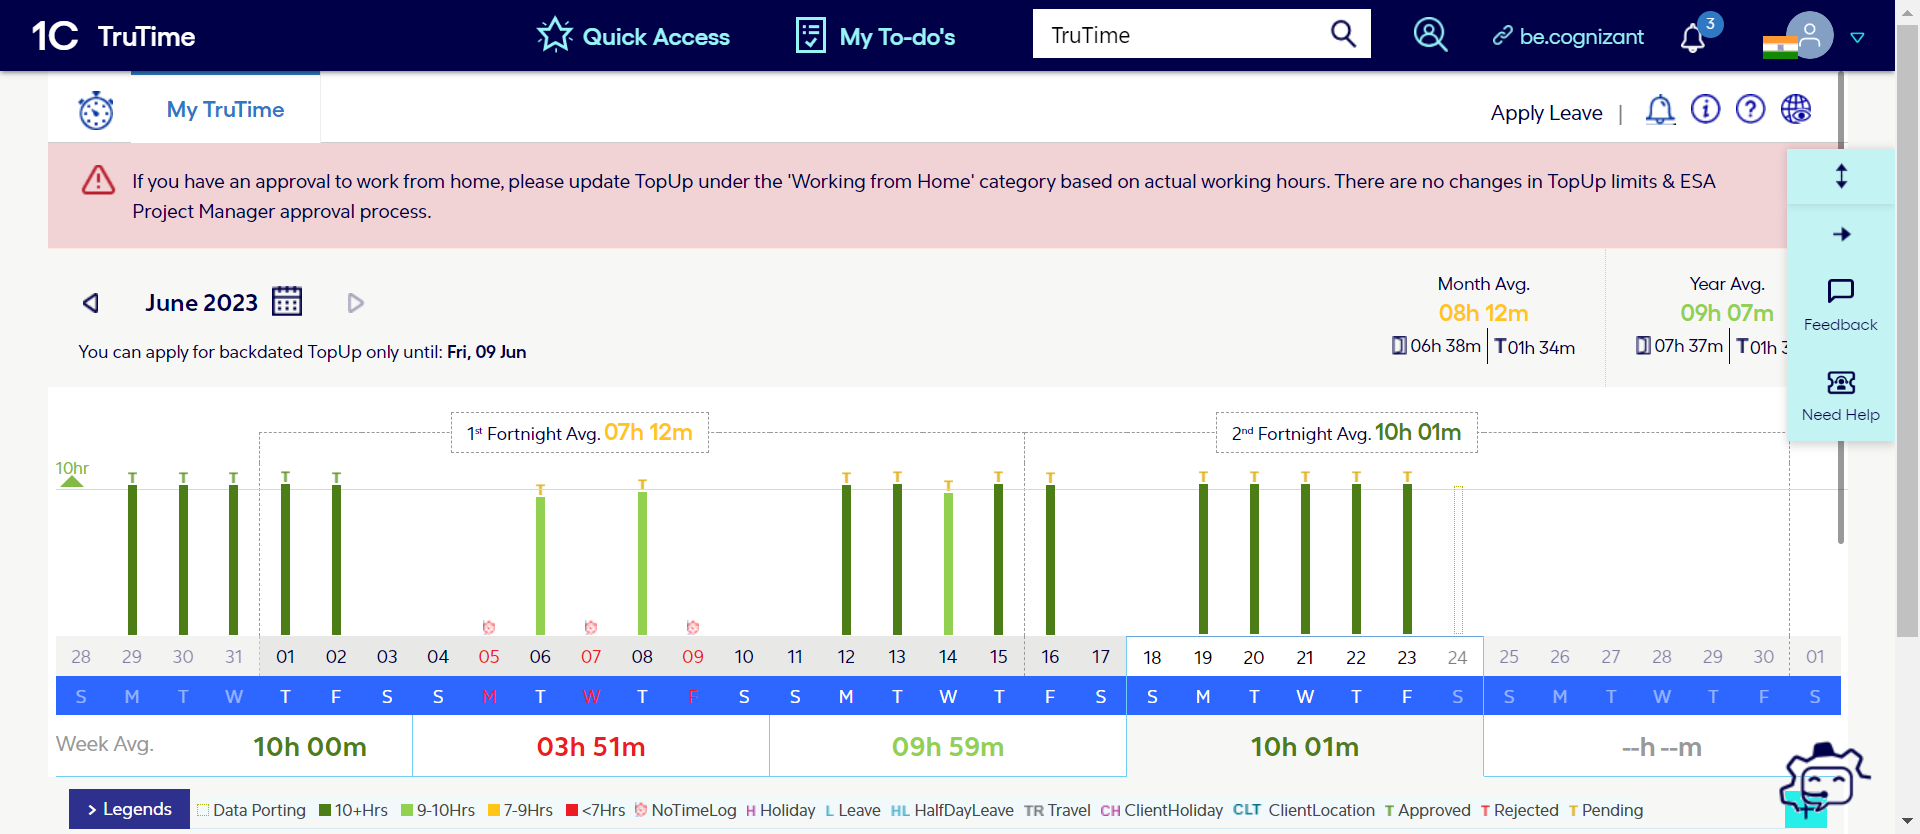 1C TruTime Quick Access My To-do's TruTime be.cognizant 3
My TruTime Apply Leave |
If you have an approval to work from home, please update TopUp under the 'Working from Home' category based on actual working hours. There are no changes in TopUp limits & ESA
Project Manager approval process.
June 2023
You can apply for backdated TopUp only until: Fri, 09 Jun
Month Avg.
08h 12m
06h 38m T 01h 34m
Year Avg.
09h 07m
07h 37m T 01h 3
Feedback
Need Help
1st Fortnight Avg. 07h 12m
2nd Fortnight Avg. 10h 01m
10hr
T T T T T T T T T T T T T T T T T
28 29 30 31 01 02 03 04 05 06 07 08 09 10 11 12 13 14 15 16 17 18 19 20 21 22 23 24 25 26 27 28 29 30 01
S M T W T F S S M T W T F S S M T W T F S S M T W T F S S M T W T F S
Week Avg. 10h 00m 03h 51m 09h 59m 10h 01m --h --m
> Legends Data Porting 10+Hrs 9-10Hrs 7-9Hrs <7Hrs NoTimeLog H Holiday L Leave HL HalfDayLeave TR Travel CH ClientHoliday CLT ClientLocation T Approved T Rejected T Pending